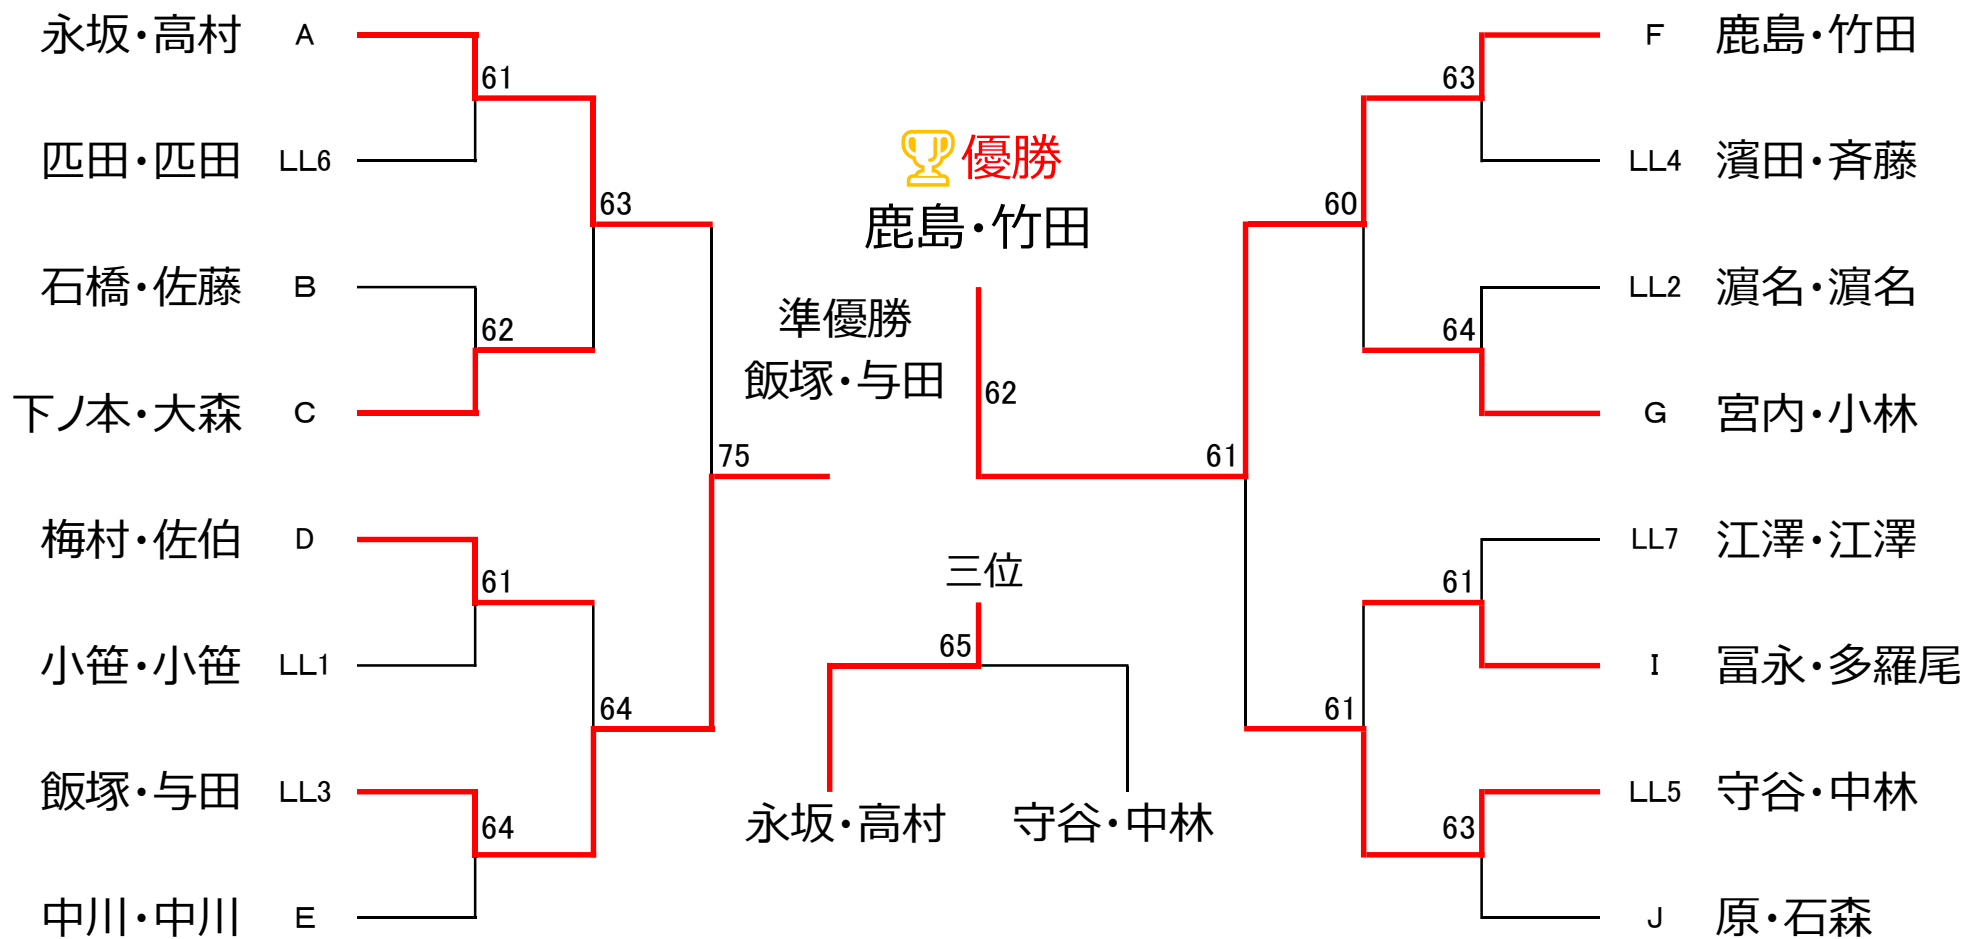 永坂・高村 A
61
匹田・匹田 LL6
63
石橋・佐藤 B
62
下ノ本・大森 C
75
梅村・佐伯 D
61
小笹・小笹 LL1
64
飯塚・与田 LL3
64
中川・中川 E
優勝
鹿島・竹田
準優勝
飯塚・与田
62
三位
65
永坂・高村 守谷・中林
F 鹿島・竹田
63
LL4 濱田・斉藤
60
LL2 濵名・濵名
64
G 宮内・小林
61
LL7 江澤・江澤
61
I 冨永・多羅尾
61
LL5 守谷・中林
63
J 原・石森